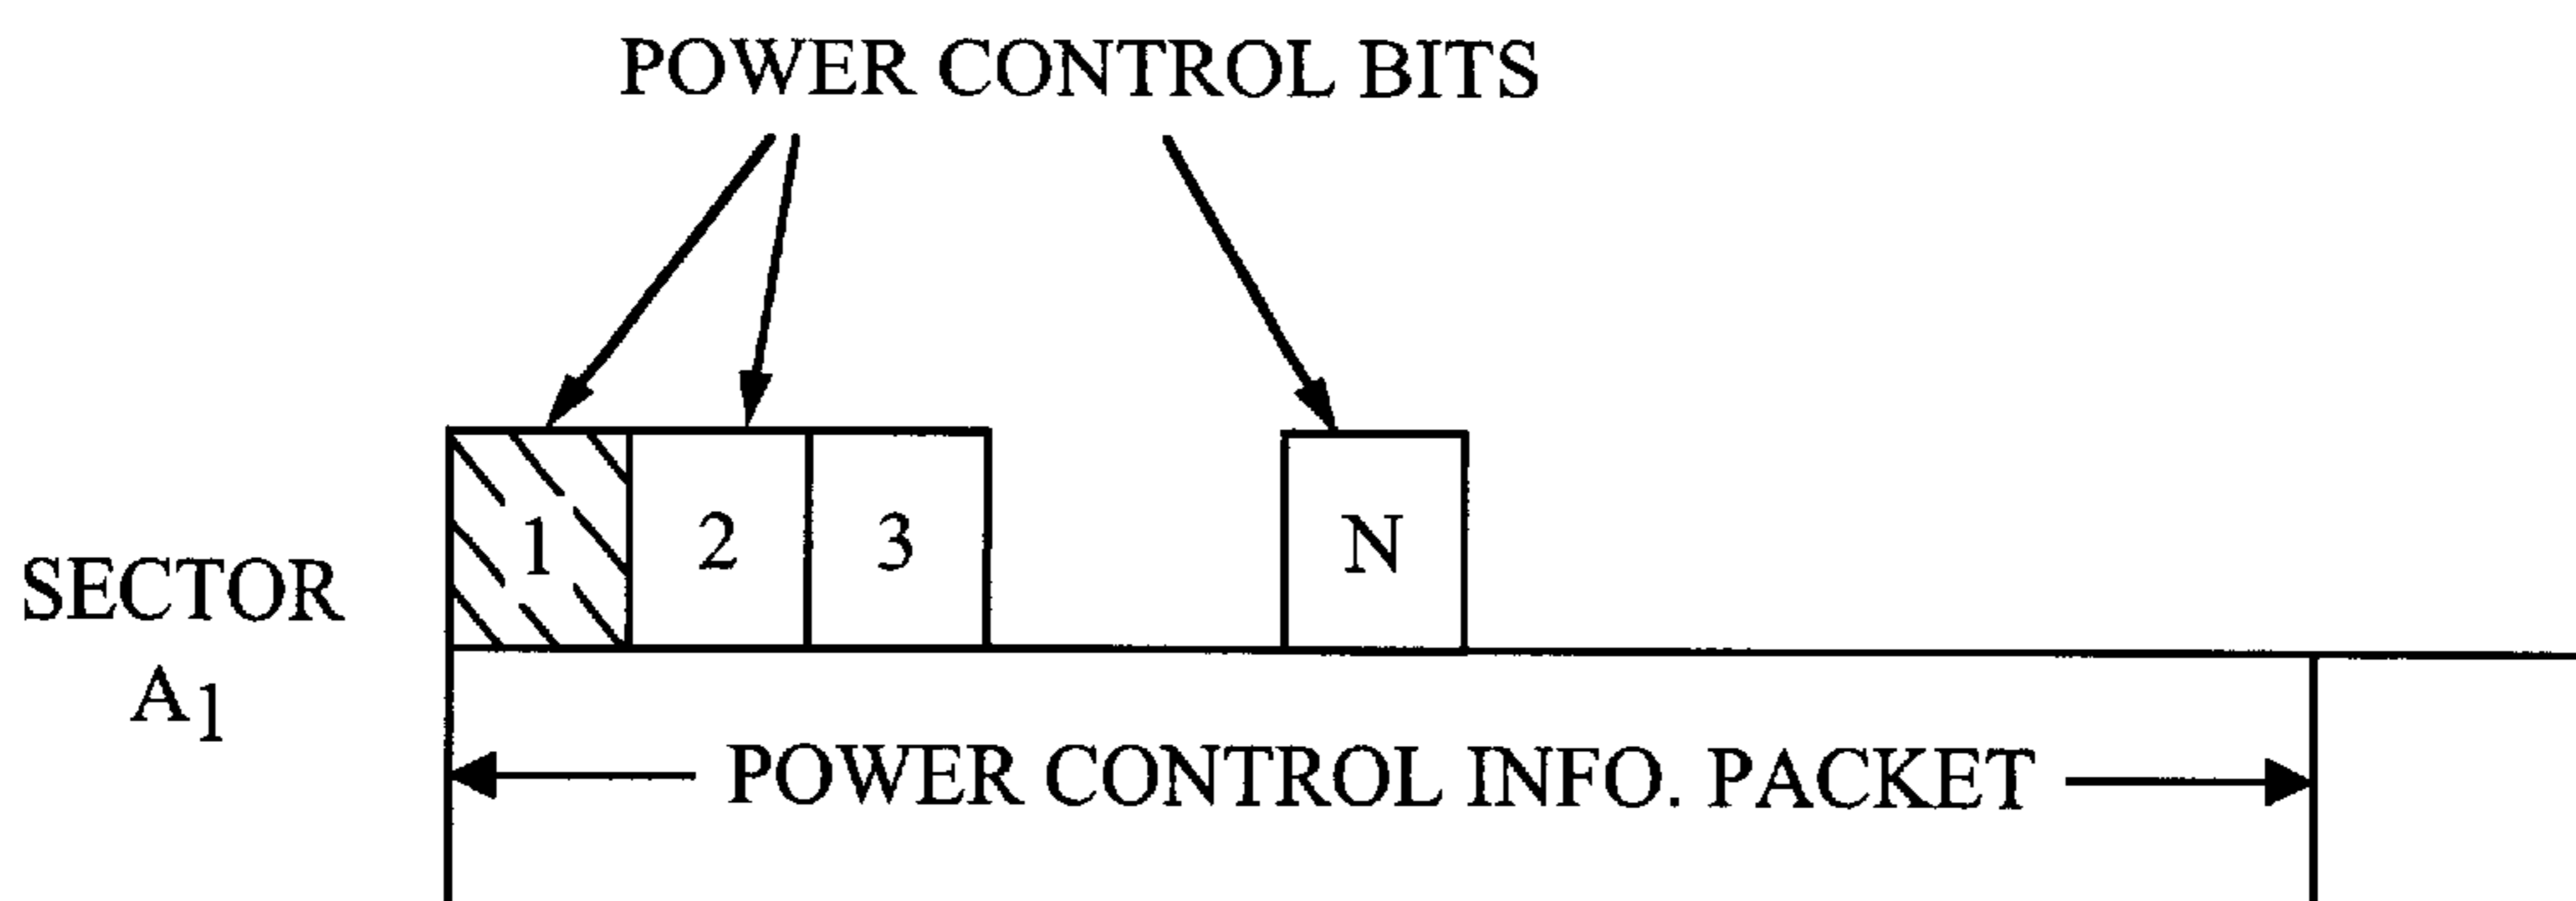 POWER CONTROL BITS
1 2 3 N
SECTOR
A1
POWER CONTROL INFO. PACKET